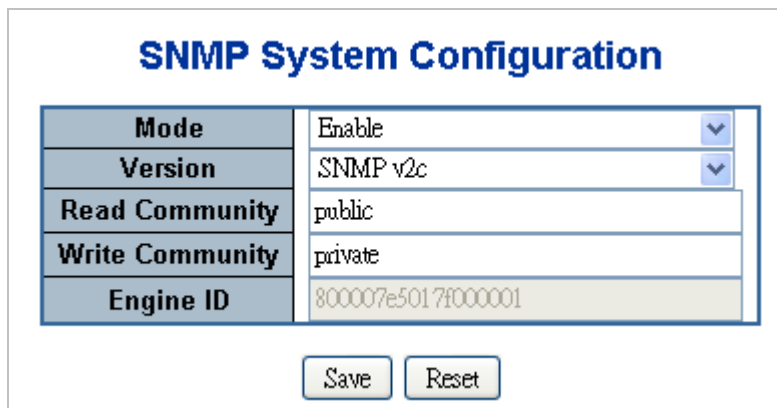 SNMP System Configuration
Mode Enable
Version SNMP v2c
Read Community public
Write Community private
Engine ID 800007e5017f000001
Save Reset